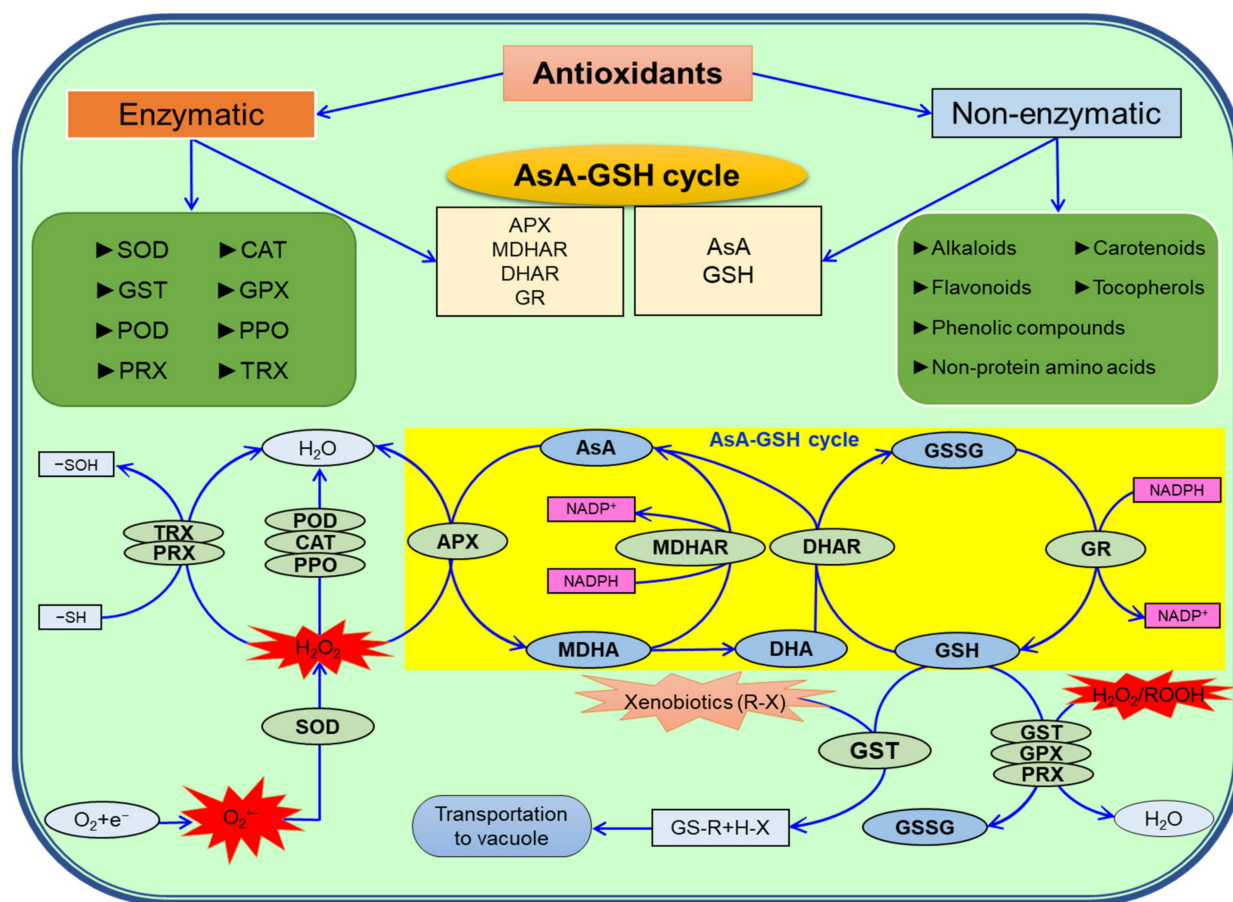 Antioxidants
Enzymatic
Non-enzymatic
AsA-GSH cycle
►SOD ►CAT
►GST ►GPX
►POD ►PPO
►PRX ►TRX
APX
MDHAR
DHAR
GR
AsA
GSH
►Alkaloids ►Carotenoids
►Flavonoids ►Tocopherols
►Phenolic compounds
►Non-protein amino acids
−SOH
H₂O
TRX
PRX
POD
CAT
PPO
−SH
H₂O₂
SOD
O₂+e⁻
O₂•⁻
AsA-GSH cycle
AsA
GSSG
NADP⁺
NADPH
APX
MDHAR
DHAR
GR
NADPH
NADP⁺
MDHA
DHA
GSH
Xenobiotics (R-X)
H₂O₂/ROOH
GST
GST
GPX
PRX
Transportation
to vacuole
GS-R+H-X
GSSG
H₂O